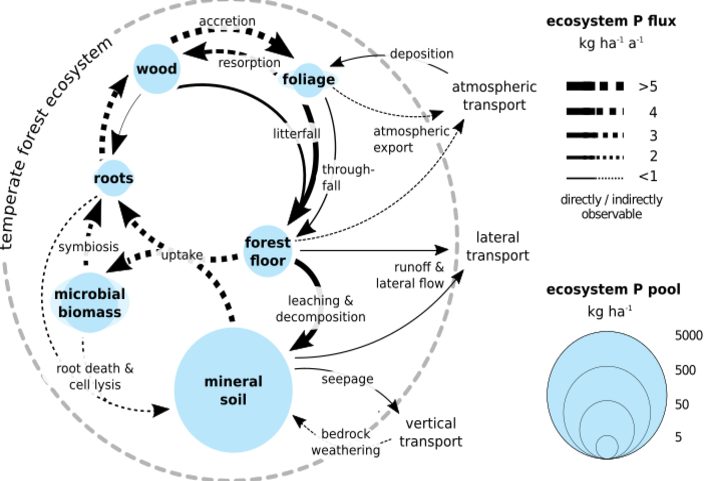 temperate forest ecosystem
accretion
wood
resorption
foliage
deposition
atmospheric
transport
litterfall
atmospheric
export
through-
fall
roots
symbiosis
uptake
forest
floor
lateral
transport
runoff &
lateral flow
microbial
biomass
leaching &
decomposition
root death &
cell lysis
mineral
soil
seepage
bedrock
weathering
vertical
transport
ecosystem P flux
kg ha⁻¹ a⁻¹
>5
4
3
2
<1
directly / indirectly
observable
ecosystem P pool
kg ha⁻¹
5000
500
50
5